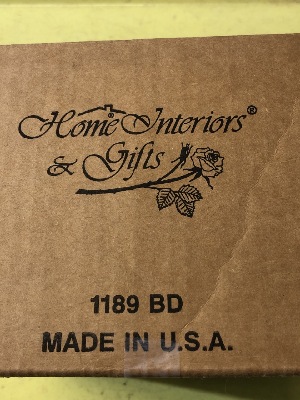 Home Interiors®
& Gifts
1189 BD
MADE IN U.S.A.